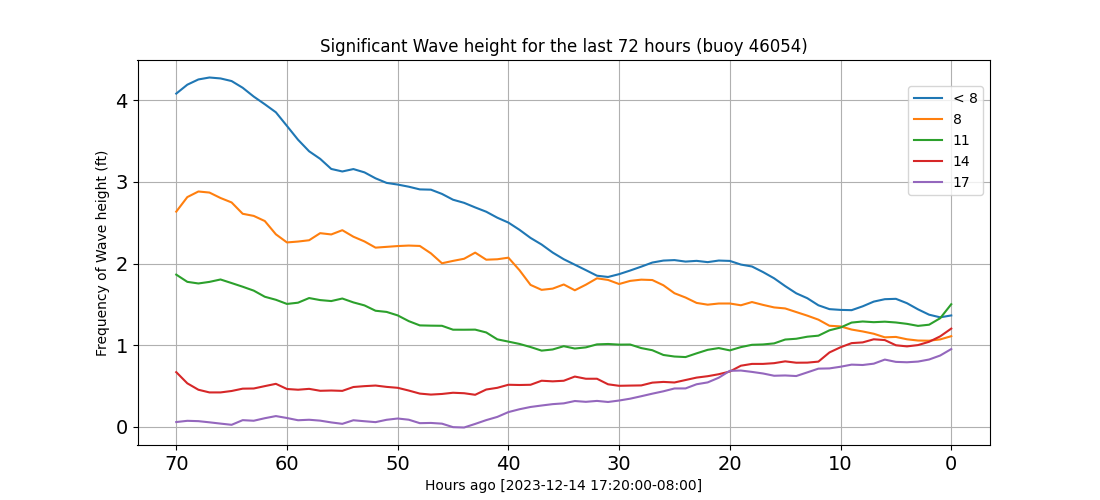 Significant Wave height for the last 72 hours (buoy 46054)
Frequency of Wave height (ft)
4
3
2
1
0
< 8
8
11
14
17
70 60 50 40 30 20 10 0
Hours ago [2023-12-14 17:20:00-08:00]